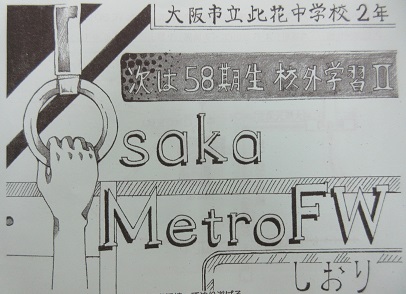 大阪市立此花中学校2年
次は58期生 校外学習II
Osaka
MetroFW
しおり